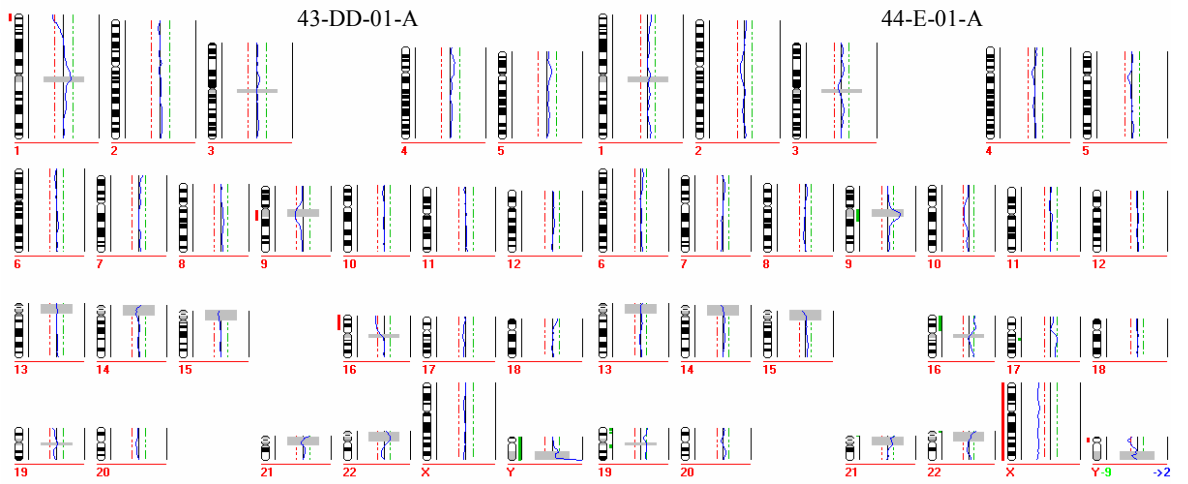 43-DD-01-A 44-E-01-A
1 2 3 4 5 1 2 3 4 5
6 7 8 9 10 11 12 6 7 8 9 10 11 12
13 14 15 16 17 18 13 14 15 16 17 18
19 20 21 22 X Y 19 20 21 22 X Y -9 ->2